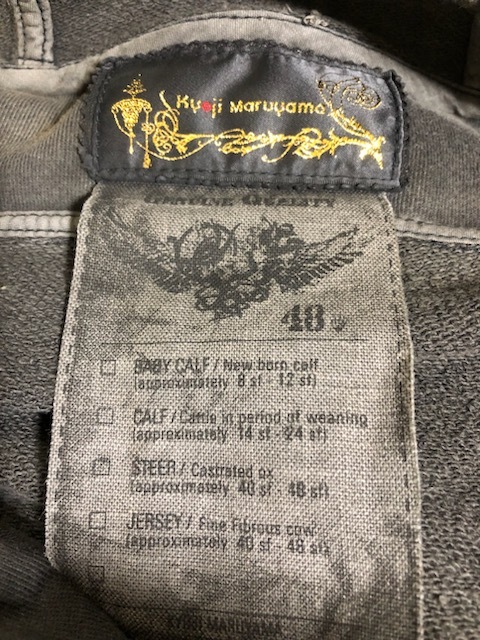 Kyoji Maruyama
GENUINE QUALITY
48
BABY CALF / New born calf
(approximately 8 sf - 12 sf)
CALF / Cattle in period of weaning
(approximately 14 sf - 24 sf)
STEER / Castrated ox
(approximately 40 sf - 48 sf)
JERSEY / Fine Fibrous cow
(approximately 40 sf - 48 sf)
KYOJI MARUYAMA